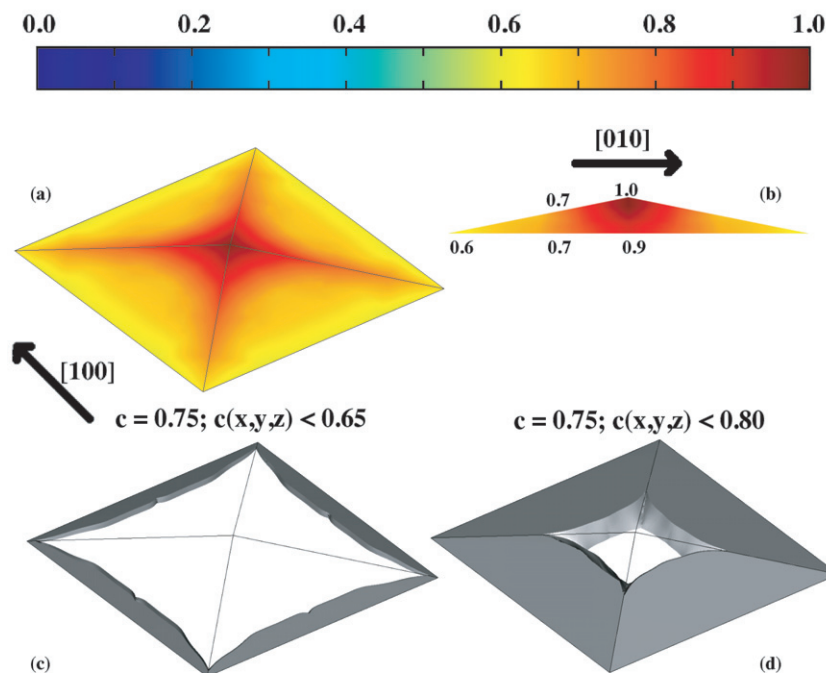 0.0 0.2 0.4 0.6 0.8 1.0
[010]
(a) (b)
0.7 1.0
0.6 0.7 0.9
[100]
c = 0.75; c(x,y,z) < 0.65 c = 0.75; c(x,y,z) < 0.80
(c) (d)